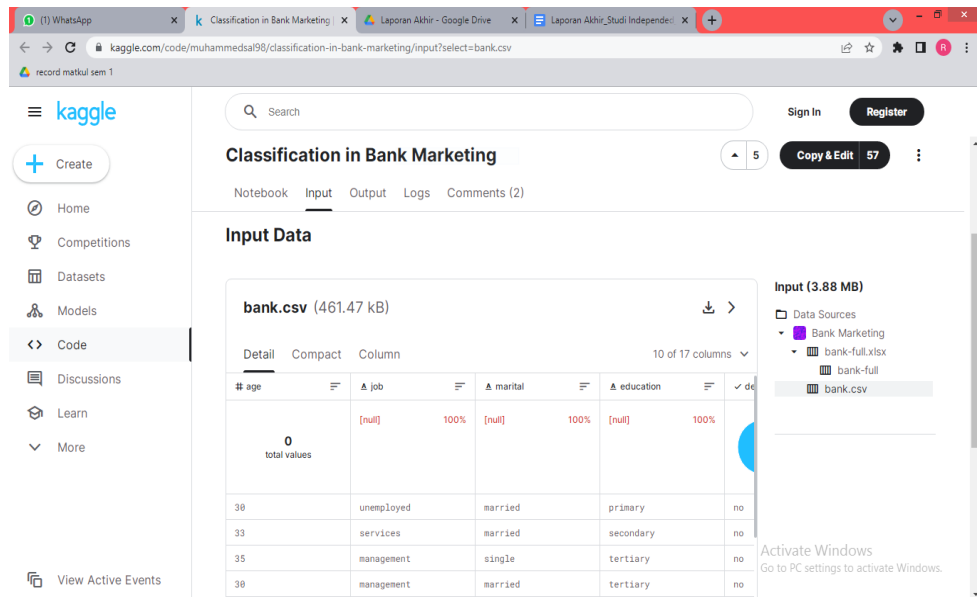 (1) WhatsApp
Classification in Bank Marketing
Laporan Akhir - Google Drive
Laporan Akhir_Studi Independen
kaggle.com/code/muhammedsal98/classification-in-bank-marketing/input?select=bank.csv
R
record matkul sem 1
kaggle
Search
Sign In
Register
Create
Classification in Bank Marketing
5
Copy & Edit 57
Notebook Input Output Logs Comments (2)
Home
Competitions
Datasets
Models
Code
Discussions
Learn
More
View Active Events
Input Data
bank.csv (461.47 kB)
Detail Compact Column
10 of 17 columns
# age A job A marital A education de
0
total values
[null] 100% [null] 100% [null] 100%
30 unemployed married primary no
33 services married secondary no
35 management single tertiary no
30 management married tertiary no
Input (3.88 MB)
Data Sources
Bank Marketing
bank-full.xlsx
bank-full
bank.csv
Activate Windows
Go to PC settings to activate Windows.